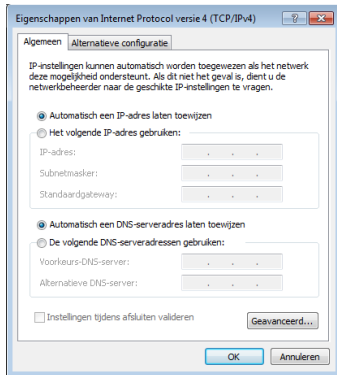 Eigenschappen van Internet Protocol versie 4 (TCP/IPv4)
Algemeen
Alternatieve configuratie
IP-instellingen kunnen automatisch worden toegewezen als het netwerk
deze mogelijkheid ondersteunt. Als dit niet het geval is, dient u de
netwerkbeheerder naar de geschikte IP-instellingen te vragen.
Automatisch een IP-adres laten toewijzen
Het volgende IP-adres gebruiken:
IP-adres:
Subnetmasker:
Standaardgateway:
Automatisch een DNS-serveradres laten toewijzen
De volgende DNS-serveradressen gebruiken:
Voorkeurs-DNS-server:
Alternatieve DNS-server:
Instellingen tijdens afsluiten valideren
Geavanceerd...
OK
Annuleren